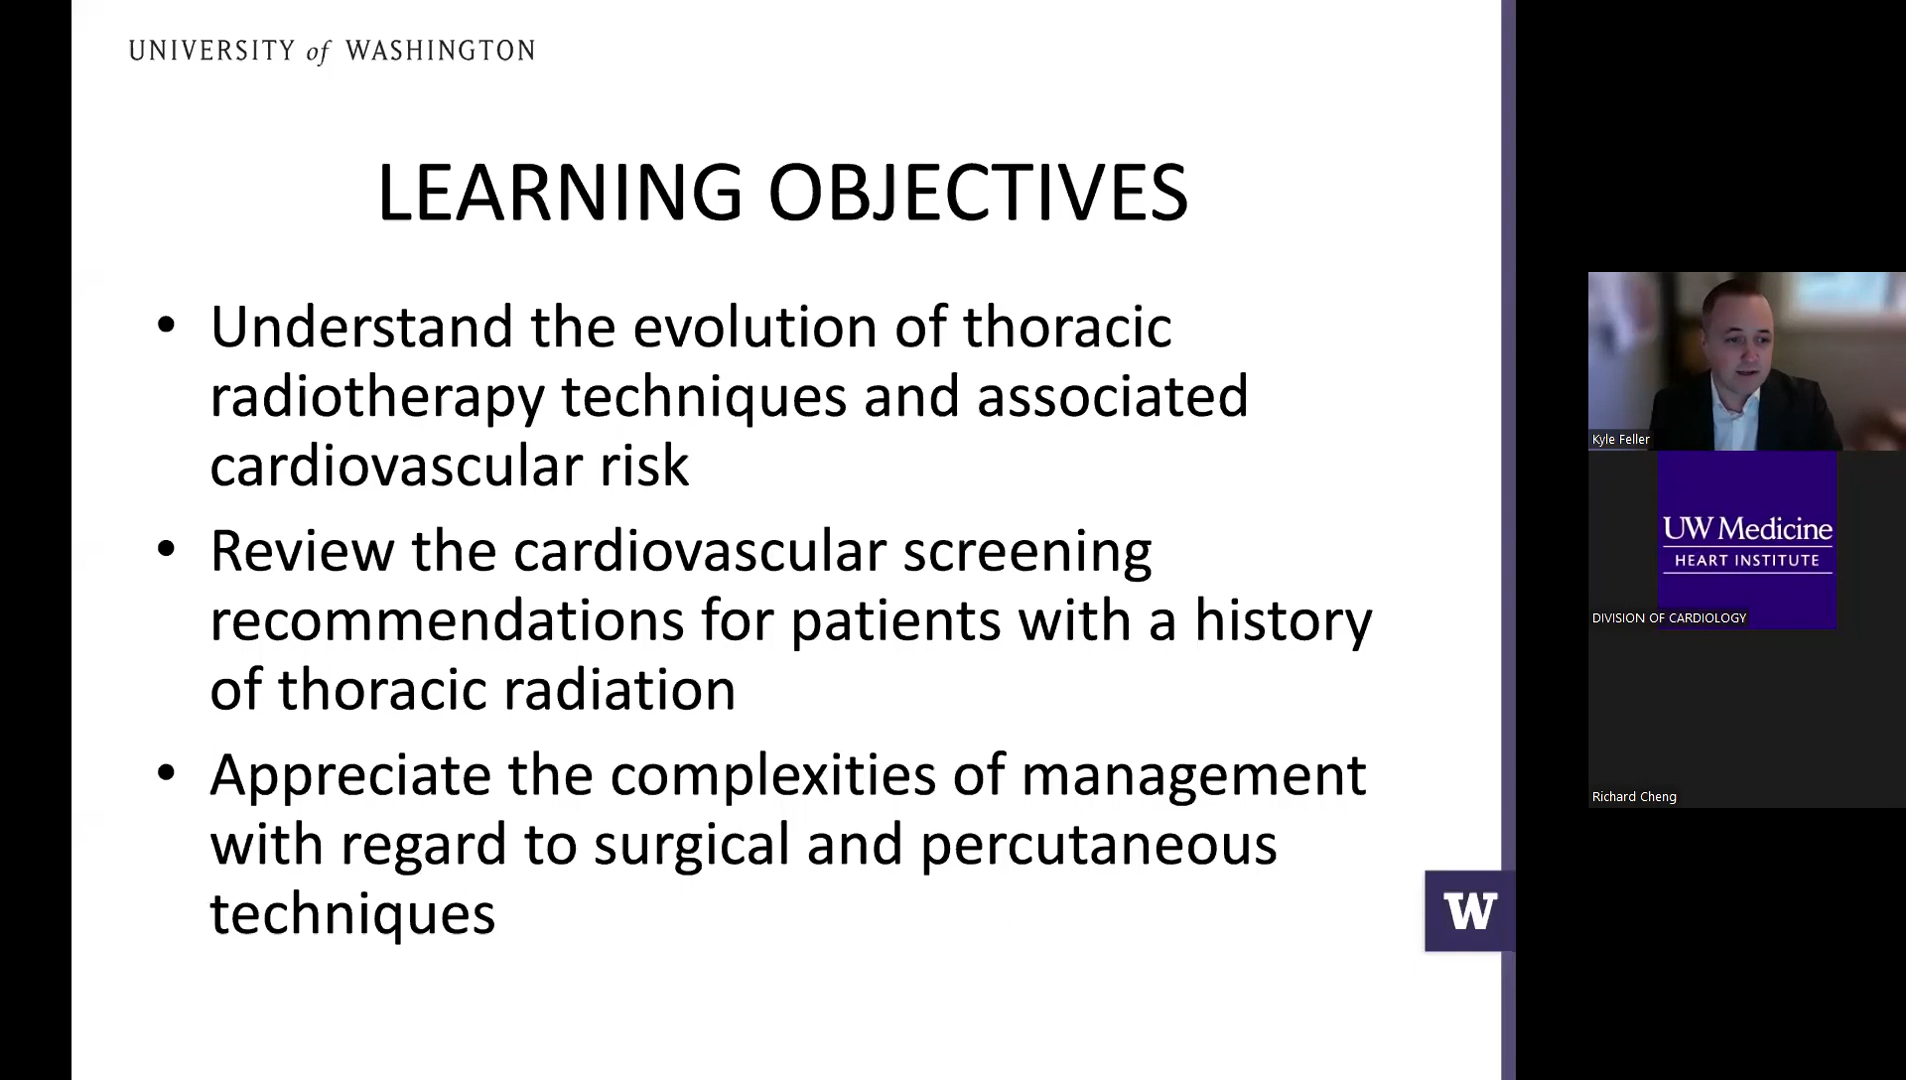 UNIVERSITY of WASHINGTON
LEARNING OBJECTIVES
• Understand the evolution of thoracic
radiotherapy techniques and associated
cardiovascular risk
• Review the cardiovascular screening
recommendations for patients with a history
of thoracic radiation
• Appreciate the complexities of management
with regard to surgical and percutaneous
techniques
W
Kyle Feller
UW Medicine
HEART INSTITUTE
DIVISION OF CARDIOLOGY
Richard Cheng